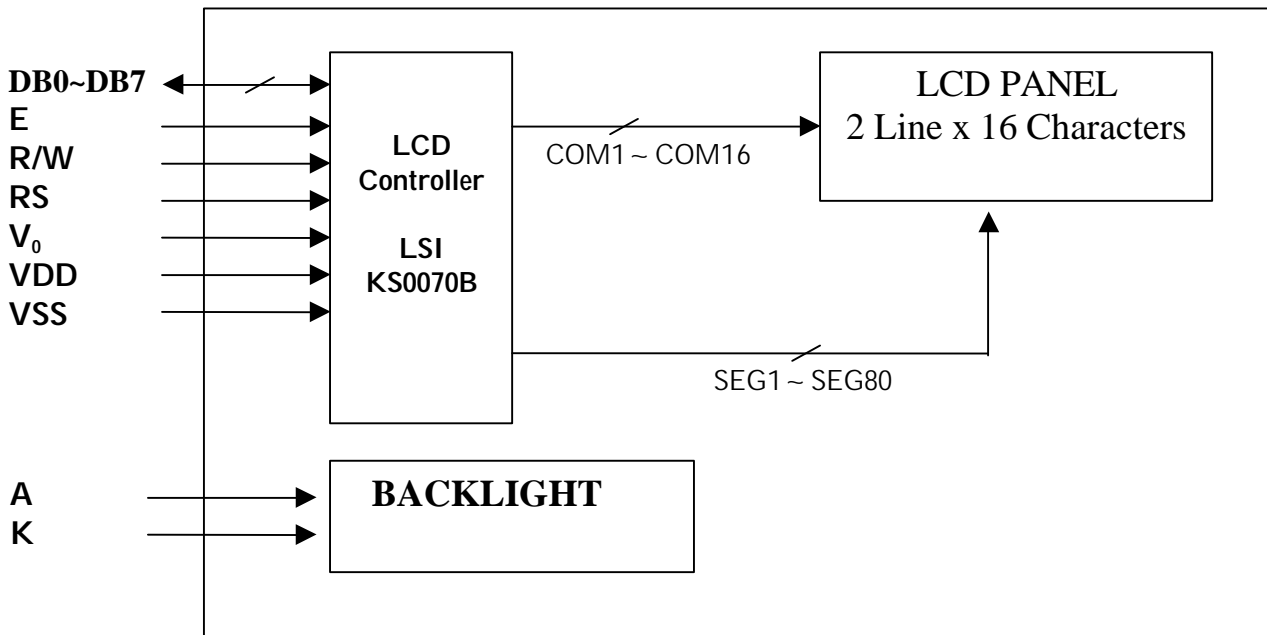 DB0~DB7
E
R/W
RS
V₀
VDD
VSS
LCD
Controller
LSI
KS0070B
COM1 ~ COM16
LCD PANEL
2 Line x 16 Characters
SEG1 ~ SEG80
A
K
BACKLIGHT